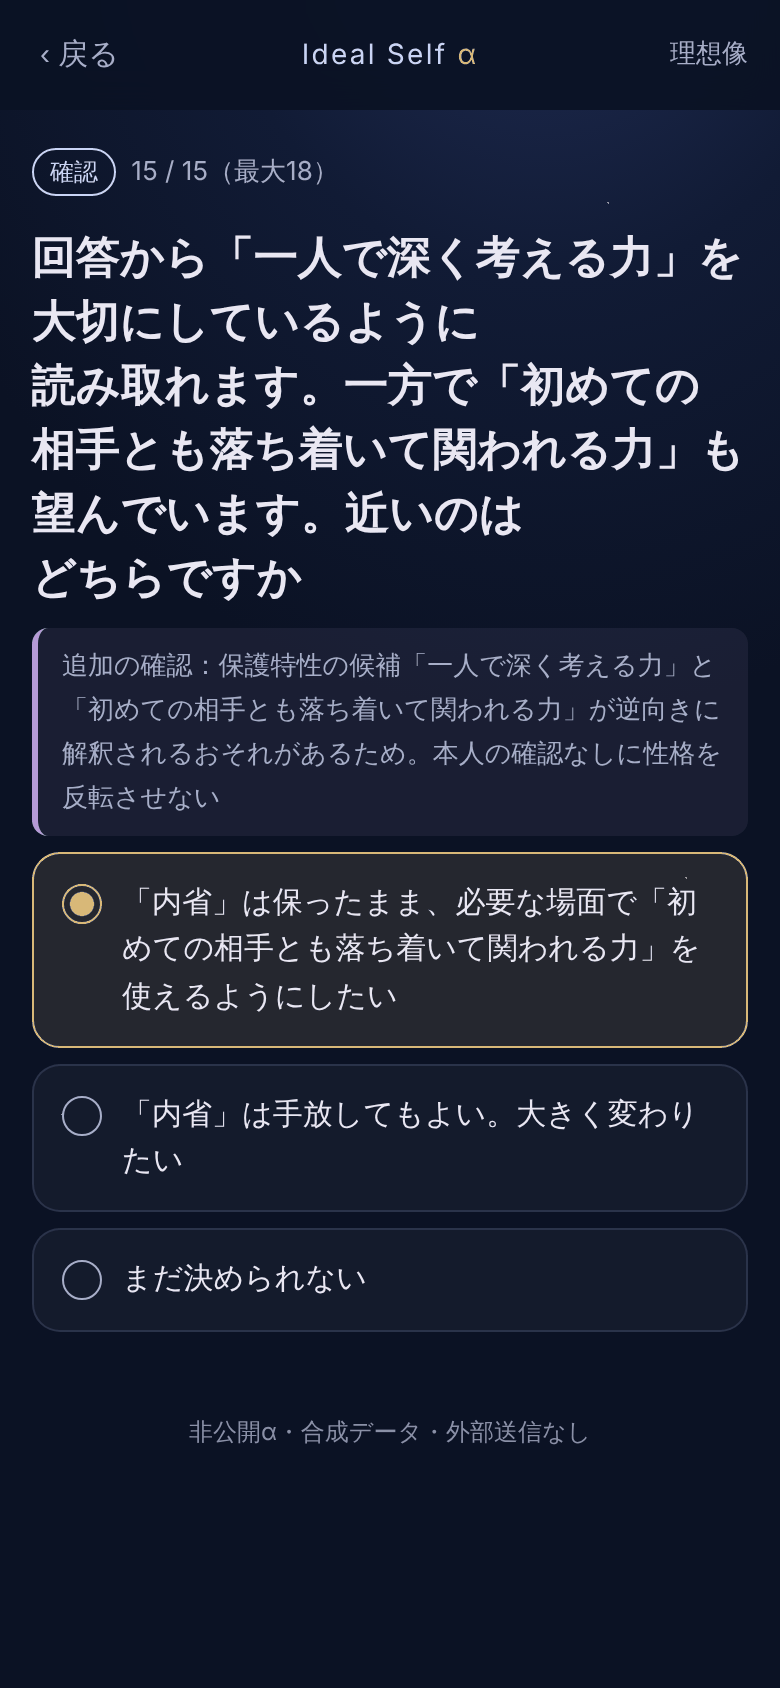 ‹ 戻る
Ideal Self α
理想像
確認
15 / 15（最大18）
回答から「一人で深く考える力」を
大切にしているように
読み取れます。一方で「初めての
相手とも落ち着いて関われる力」も
望んでいます。近いのは
どちらですか
追加の確認：保護特性の候補「一人で深く考える力」と
「初めての相手とも落ち着いて関われる力」が逆向きに
解釈されるおそれがあるため。本人の確認なしに性格を
反転させない
「内省」は保ったまま、必要な場面で「初
めての相手とも落ち着いて関われる力」を
使えるようにしたい
「内省」は手放してもよい。大きく変わり
たい
まだ決められない
非公開α・合成データ・外部送信なし